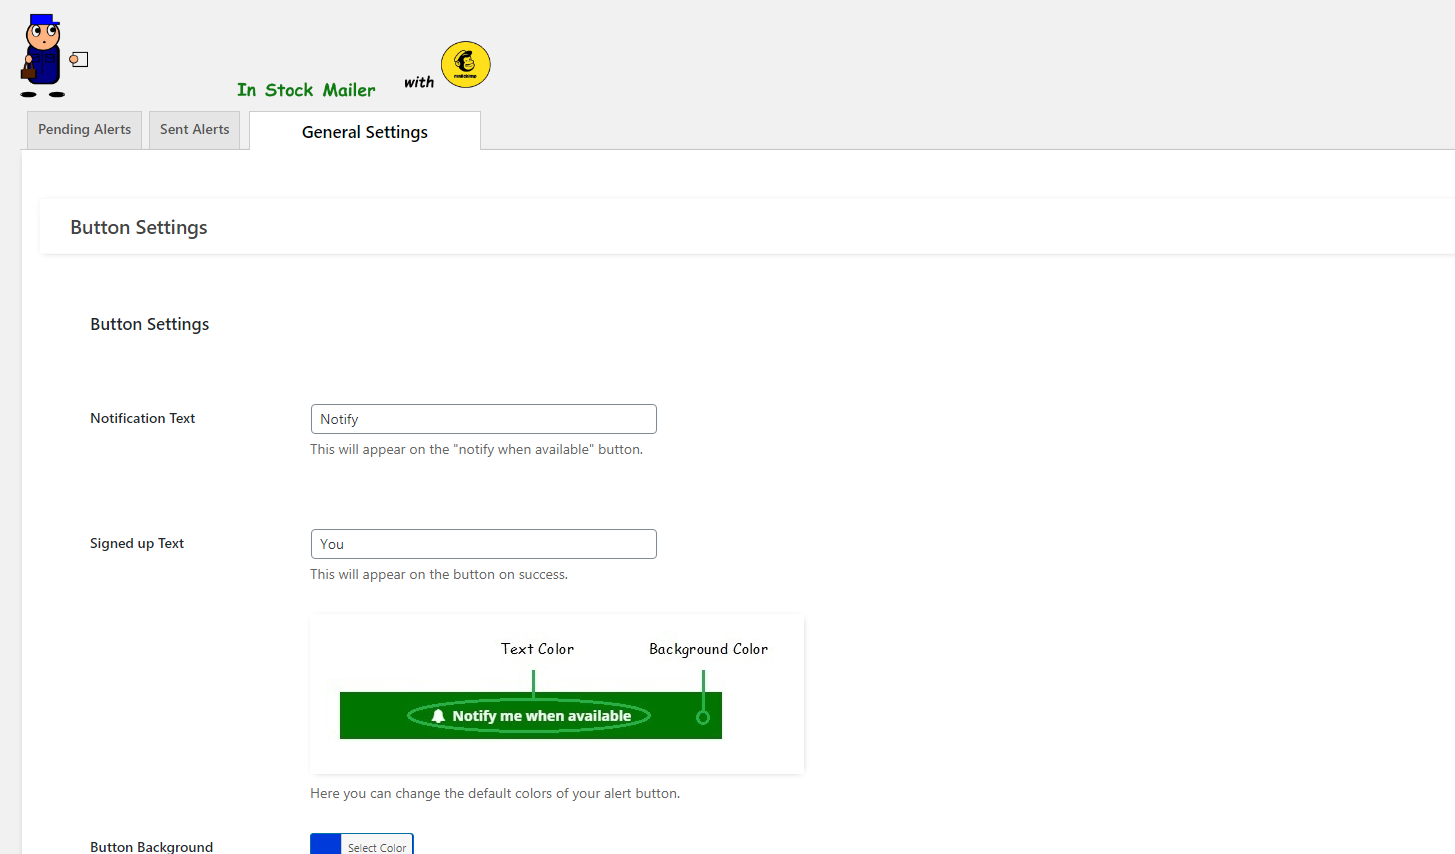 In Stock Mailer with mailchimp
Pending Alerts Sent Alerts General Settings
Button Settings
Button Settings
Notification Text Notify
This will appear on the "notify when available" button.
Signed up Text You
This will appear on the button on success.
Text Color Background Color
Notify me when available
Here you can change the default colors of your alert button.
Button Background Select Color